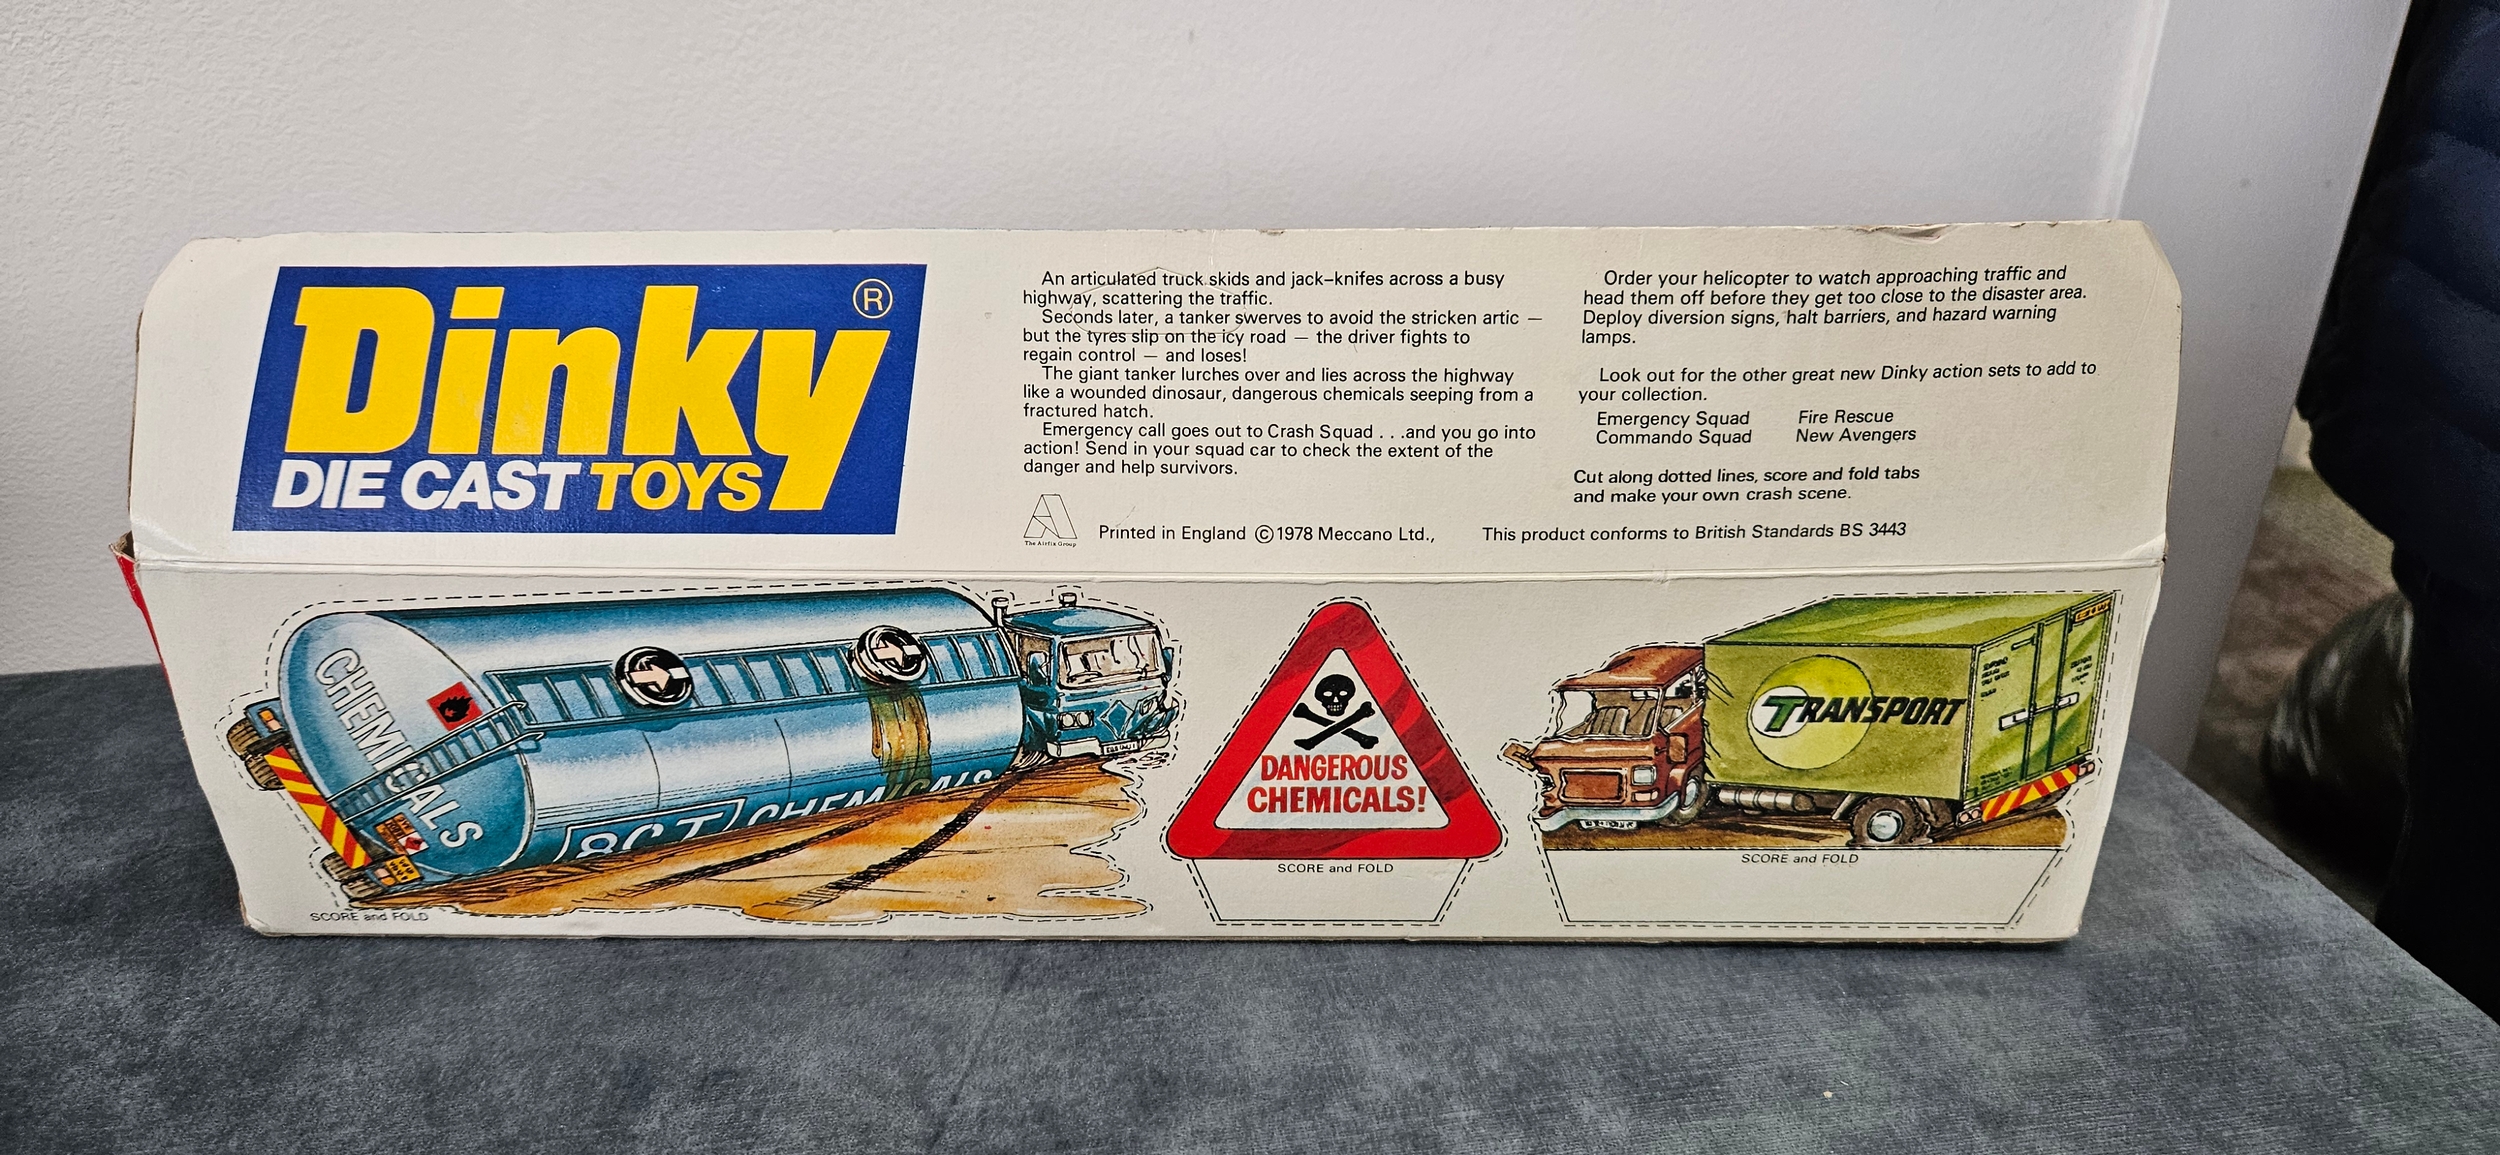 Dinky®
DIE CAST TOYS
An articulated truck skids and jack–knifes across a busy
highway, scattering the traffic.
Seconds later, a tanker swerves to avoid the stricken artic —
but the tyres slip on the icy road — the driver fights to
regain control — and loses!
The giant tanker lurches over and lies across the highway
like a wounded dinosaur, dangerous chemicals seeping from a
fractured hatch.
Emergency call goes out to Crash Squad . . .and you go into
action! Send in your squad car to check the extent of the
danger and help survivors.
The Airfix Group
Printed in England ©1978 Meccano Ltd.,
Order your helicopter to watch approaching traffic and
head them off before they get too close to the disaster area.
Deploy diversion signs, halt barriers, and hazard warning
lamps.
Look out for the other great new Dinky action sets to add to
your collection.
Emergency Squad Fire Rescue
Commando Squad New Avengers
Cut along dotted lines, score and fold tabs
and make your own crash scene.
This product conforms to British Standards BS 3443
CHEMICALS
CHEMICALS
SCORE and FOLD
DANGEROUS
CHEMICALS!
SCORE and FOLD
TRANSPORT
SCORE and FOLD